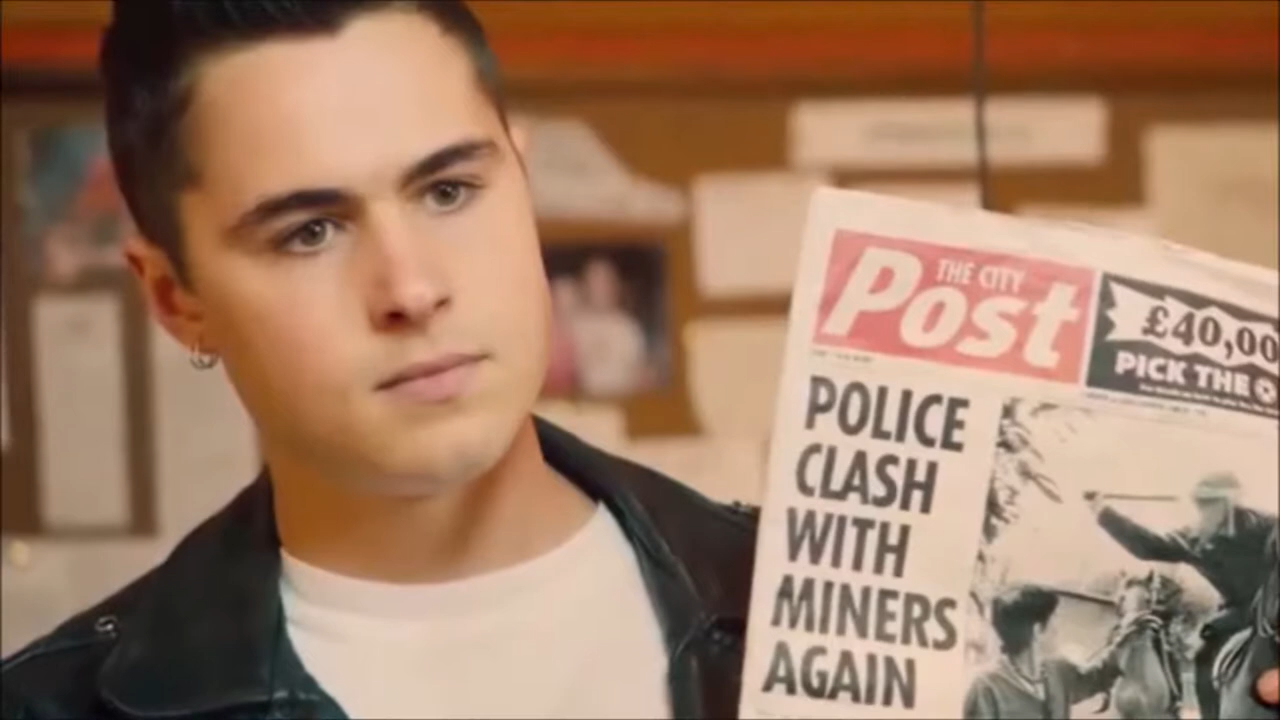 THE CITY
Post
£40,00
PICK THE
POLICE
CLASH
WITH
MINERS
AGAIN